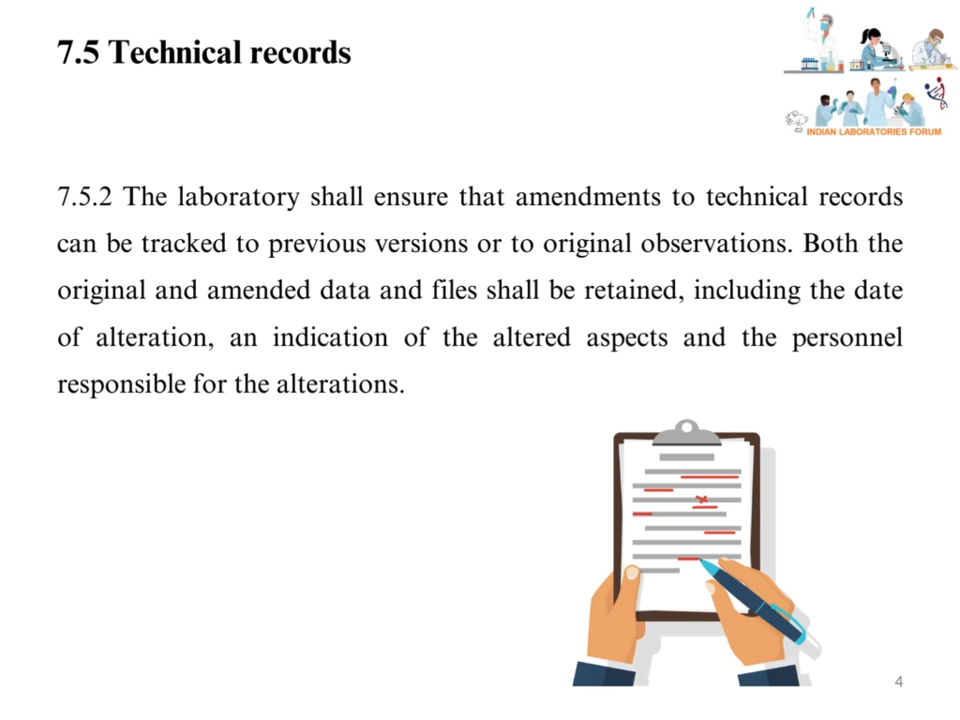 7.5 Technical records
INDIAN LABORATORIES FORUM
7.5.2 The laboratory shall ensure that amendments to technical records
can be tracked to previous versions or to original observations. Both the
original and amended data and files shall be retained, including the date
of alteration, an indication of the altered aspects and the personnel
responsible for the alterations.
4